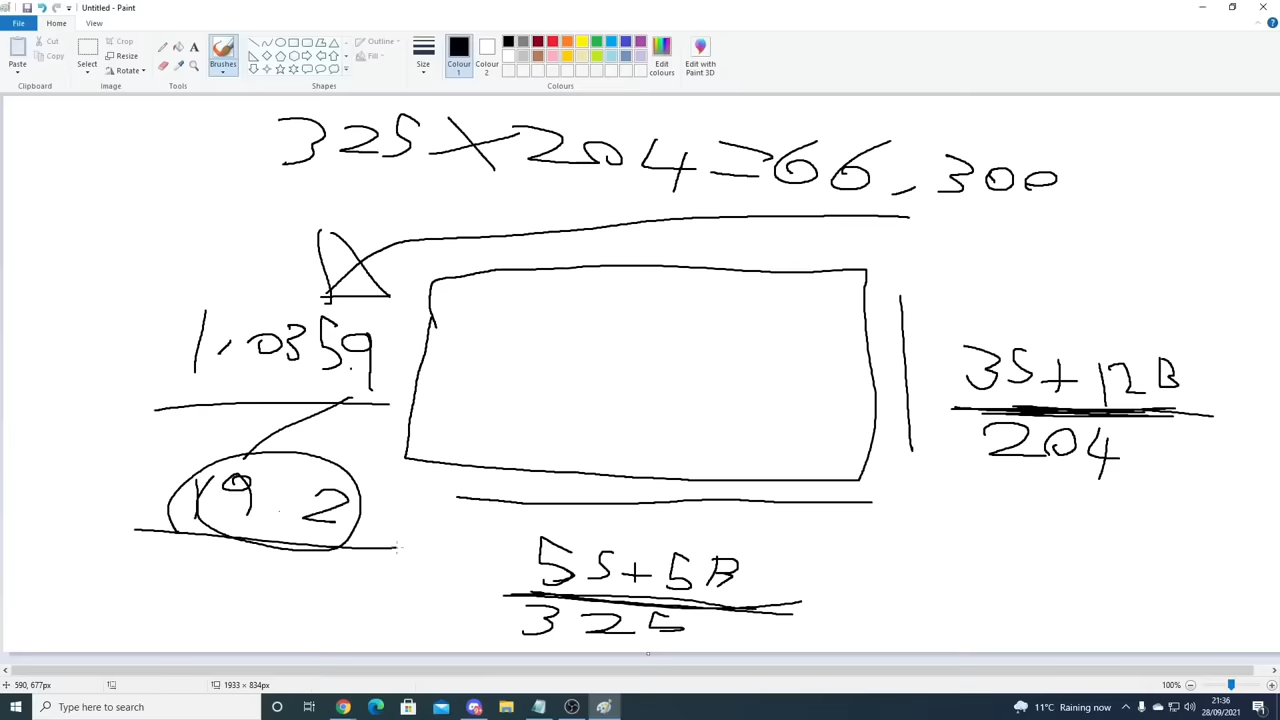 Untitled - Paint
File Home View
Paste
Cut
Copy
Clipboard
Select
Crop
Resize
Rotate
Image
A
Tools
Brushes
Outline
Fill
Shapes
Size
Colour 1
Colour 2
Edit colours
Edit with Paint 3D
Colours
325 × 204 = 66,300
1.0359
19.2
3S+12B
204
5S+5B
325
590, 677px
1933 × 834px
100%
Type here to search
11°C Raining now
21:36
28/09/2021